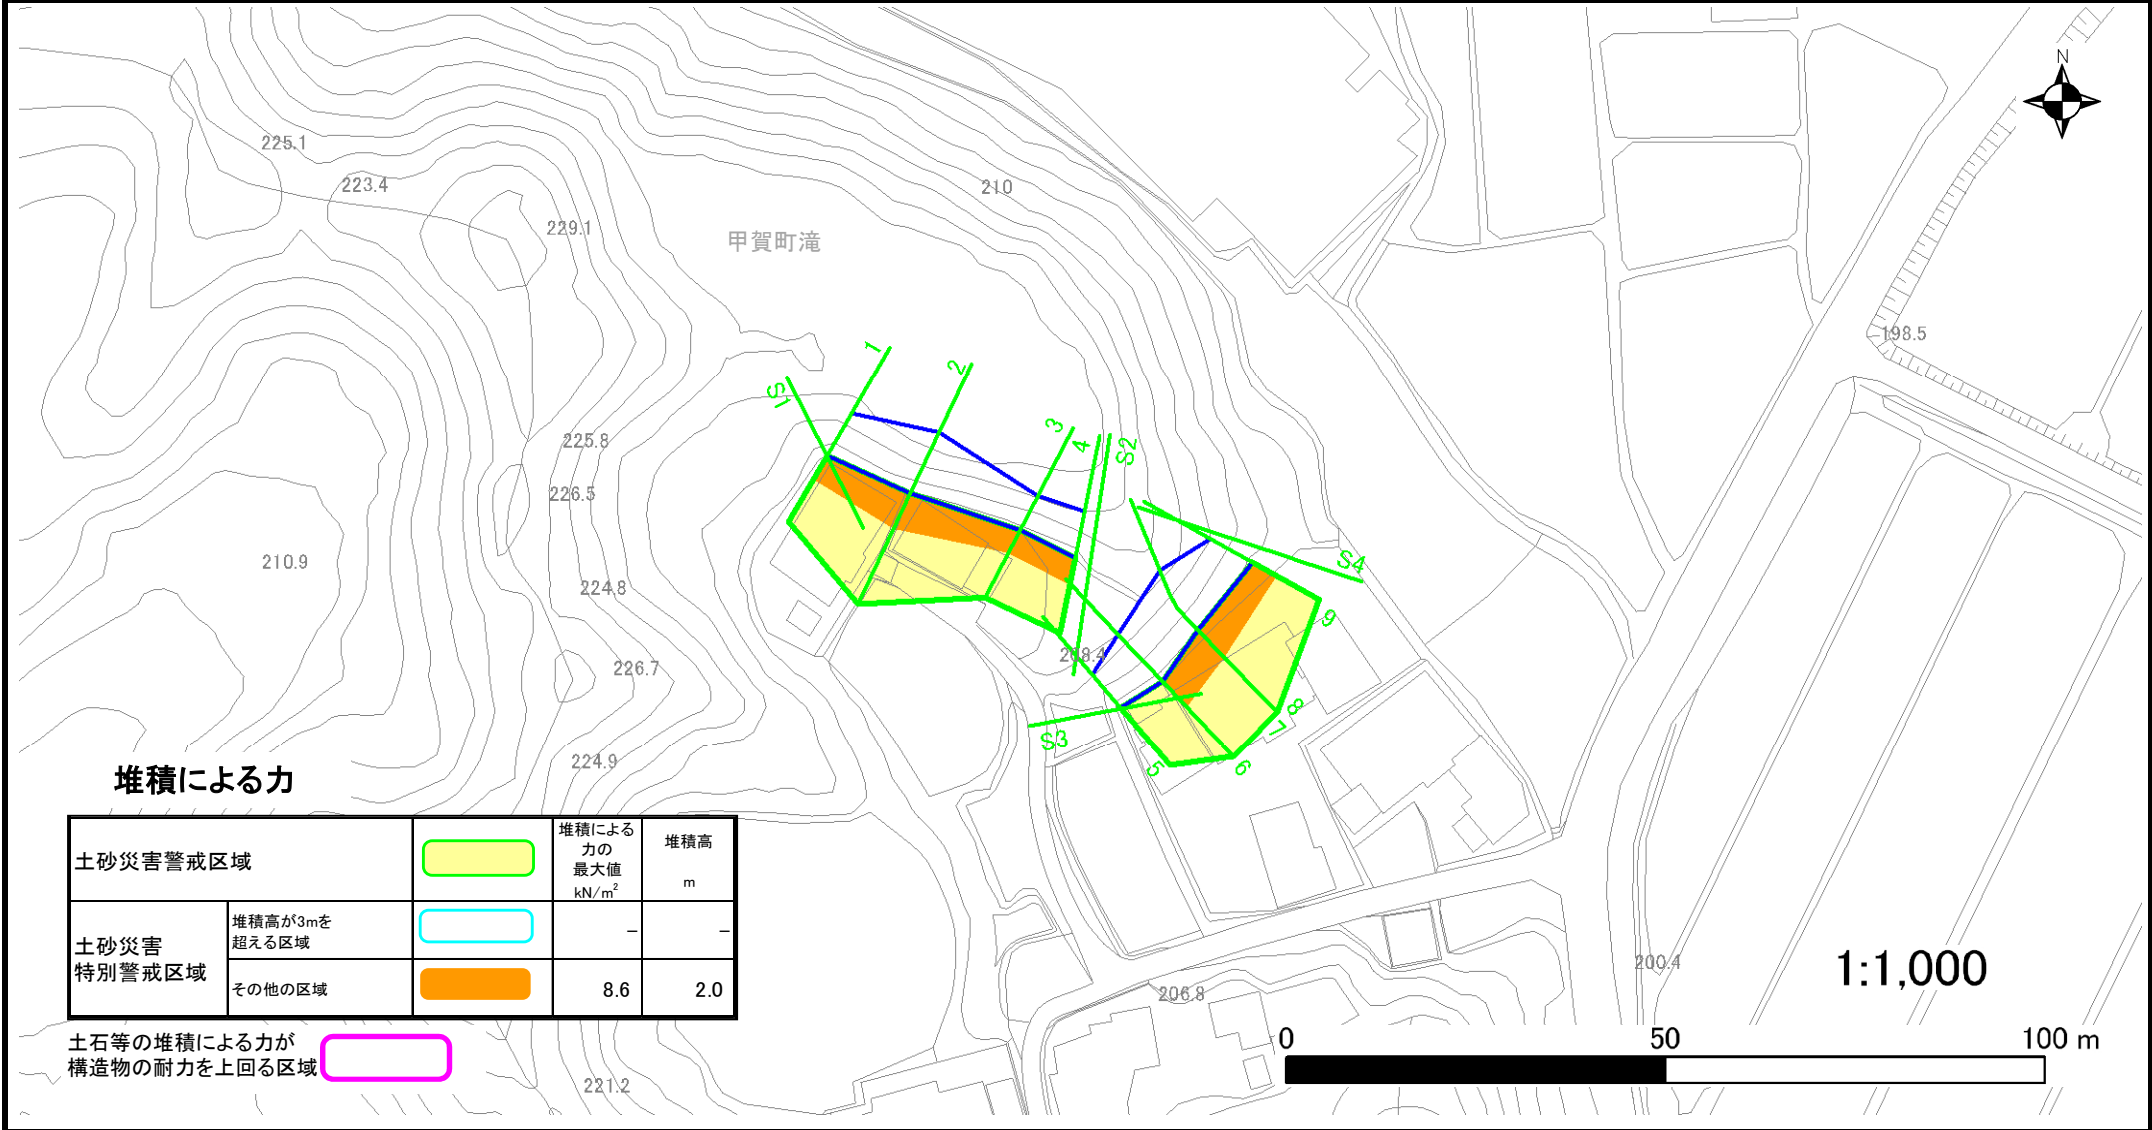 N
225.1
223.4
229.1
210
甲賀町滝
198.5
1
2
S1
3
4
S2
225.8
226.5
210.9
224.8
S4
9
208.4
226.7
8
7
S3
5
6
224.9
堆積による力
土砂災害警戒区域
堆積による
力の
最大値
kN/m²
堆積高
m
土砂災害
特別警戒区域
堆積高が3mを
超える区域
–
–
その他の区域
8.6
2.0
土石等の堆積による力が
構造物の耐力を上回る区域
221.2
206.8
200.4
1:1,000
0
50
100 m